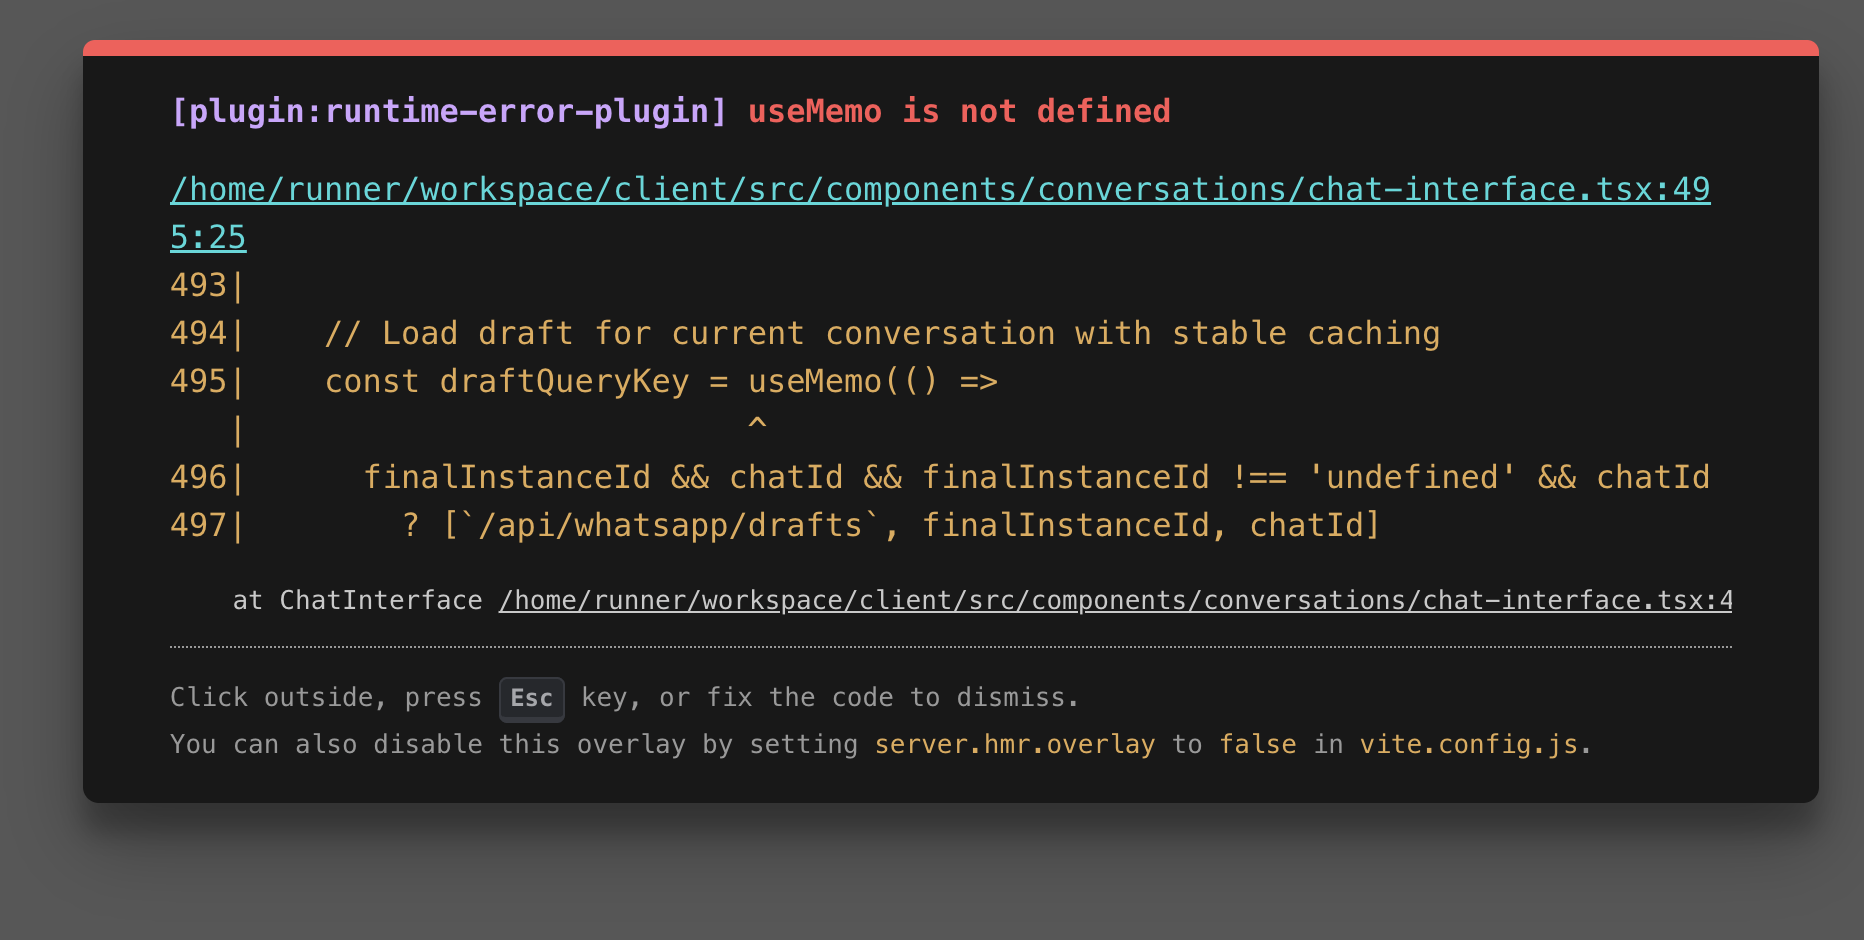 [plugin:runtime-error-plugin] useMemo is not defined
/home/runner/workspace/client/src/components/conversations/chat-interface.tsx:49
5:25
493|
494|    // Load draft for current conversation with stable caching
495|    const draftQueryKey = useMemo(() =>
   |                          ^
496|      finalInstanceId && chatId && finalInstanceId !== 'undefined' && chatId
497|        ? [`/api/whatsapp/drafts`, finalInstanceId, chatId]
at ChatInterface /home/runner/workspace/client/src/components/conversations/chat-interface.tsx:4
Click outside, press Esc key, or fix the code to dismiss.
You can also disable this overlay by setting server.hmr.overlay to false in vite.config.js.